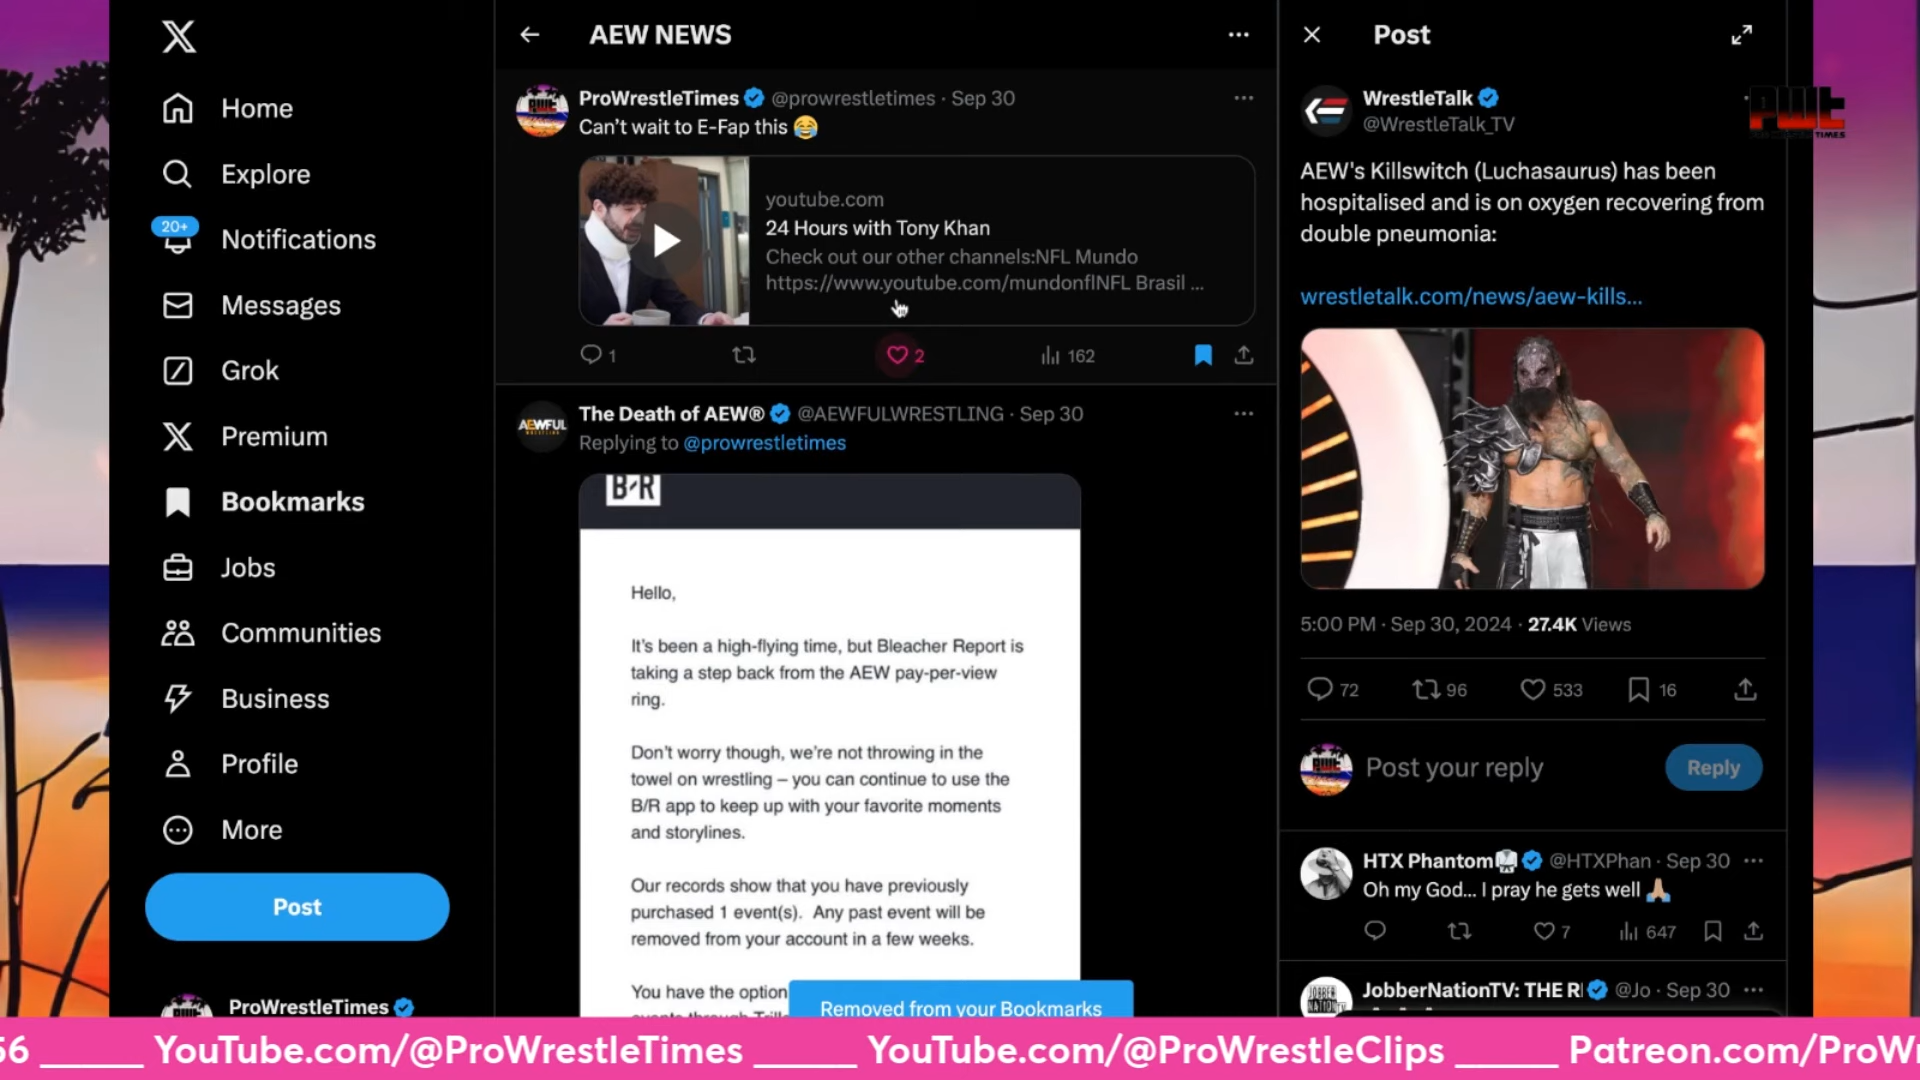 Home
Explore
20+
Notifications
Messages
Grok
Premium
Bookmarks
Jobs
Communities
Business
Profile
More
Post
ProWrestleTimes
AEW NEWS
ProWrestleTimes @prowrestletimes · Sep 30
Can't wait to E-Fap this 😂
youtube.com
24 Hours with Tony Khan
Check out our other channels:NFL Mundo
https://www.youtube.com/mundonflNFL Brasil ...
1 2 162
The Death of AEW® @AEWFULWRESTLING · Sep 30
AEWFUL
Replying to @prowrestletimes
B/R
Hello,
It's been a high-flying time, but Bleacher Report is
taking a step back from the AEW pay-per-view
ring.
Don't worry though, we're not throwing in the
towel on wrestling – you can continue to use the
B/R app to keep up with your favorite moments
and storylines.
Our records show that you have previously
purchased 1 event(s). Any past event will be
removed from your account in a few weeks.
You have the option
Removed from your Bookmarks
Post
WrestleTalk
@WrestleTalk_TV
PWT
TIMES
AEW's Killswitch (Luchasaurus) has been
hospitalised and is on oxygen recovering from
double pneumonia:
wrestletalk.com/news/aew-kills...
5:00 PM · Sep 30, 2024 · 27.4K Views
72 96 533 16
Post your reply
Reply
HTX Phantom🥋 @HTXPhan · Sep 30
Oh my God... I pray he gets well 🙏🏼
7 647
JobberNationTV: THE R @Jo · Sep 30
56 _____ YouTube.com/@ProWrestleTimes _____ YouTube.com/@ProWrestleClips _____ Patreon.com/ProWr